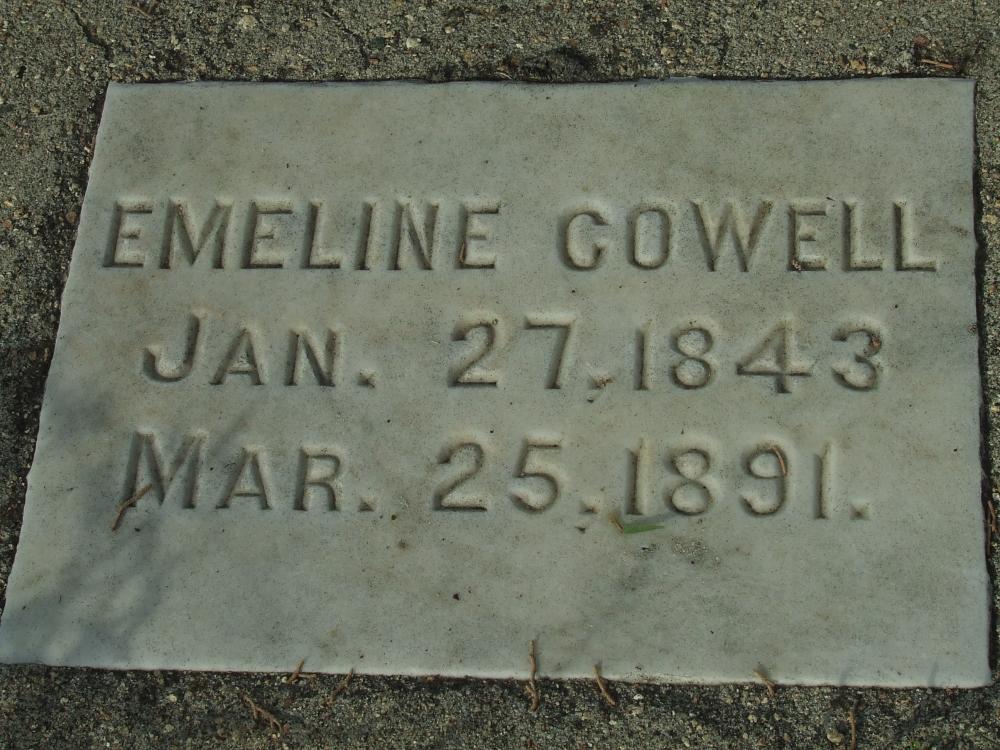 EMELINE COWELL
JAN. 27. 1843
MAR. 25. 1891.